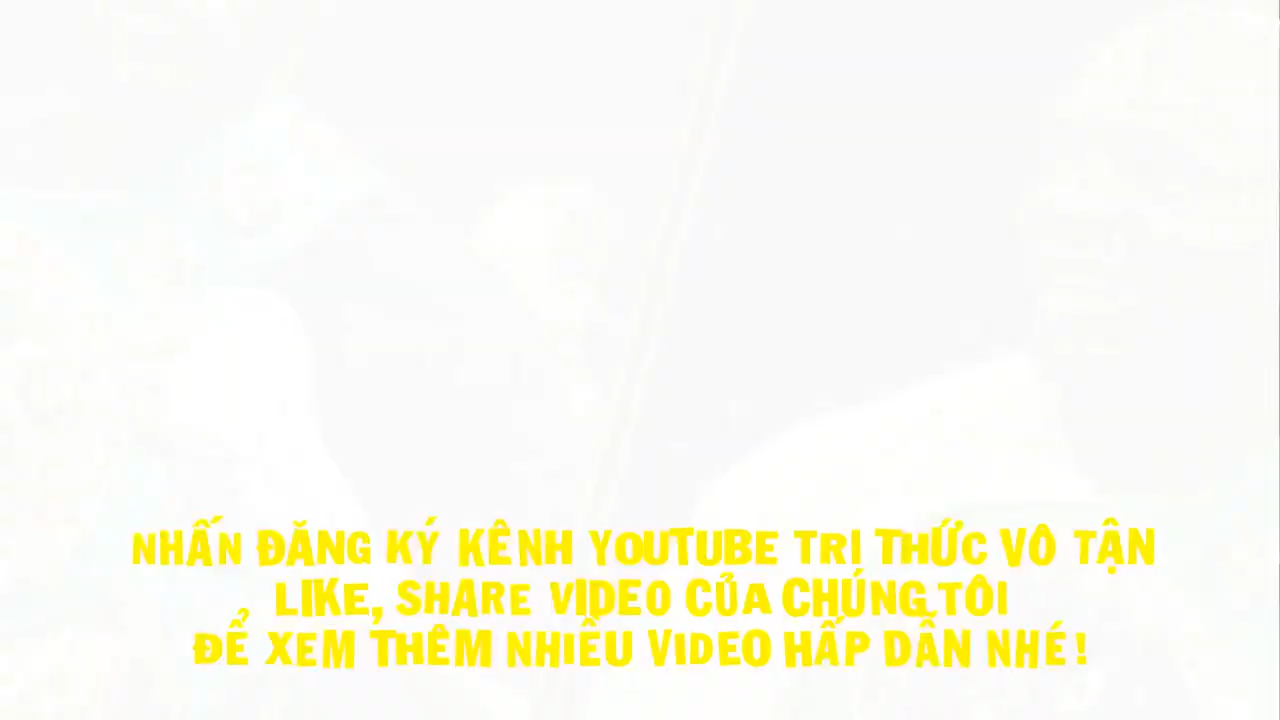 NHẤN ĐĂNG KÝ KÊNH YOUTUBE TRI THỨC VÔ TẬN
LIKE, SHARE VIDEO CỦA CHÚNG TÔI
ĐỂ XEM THÊM NHIỀU VIDEO HẤP DẪN NHÉ!